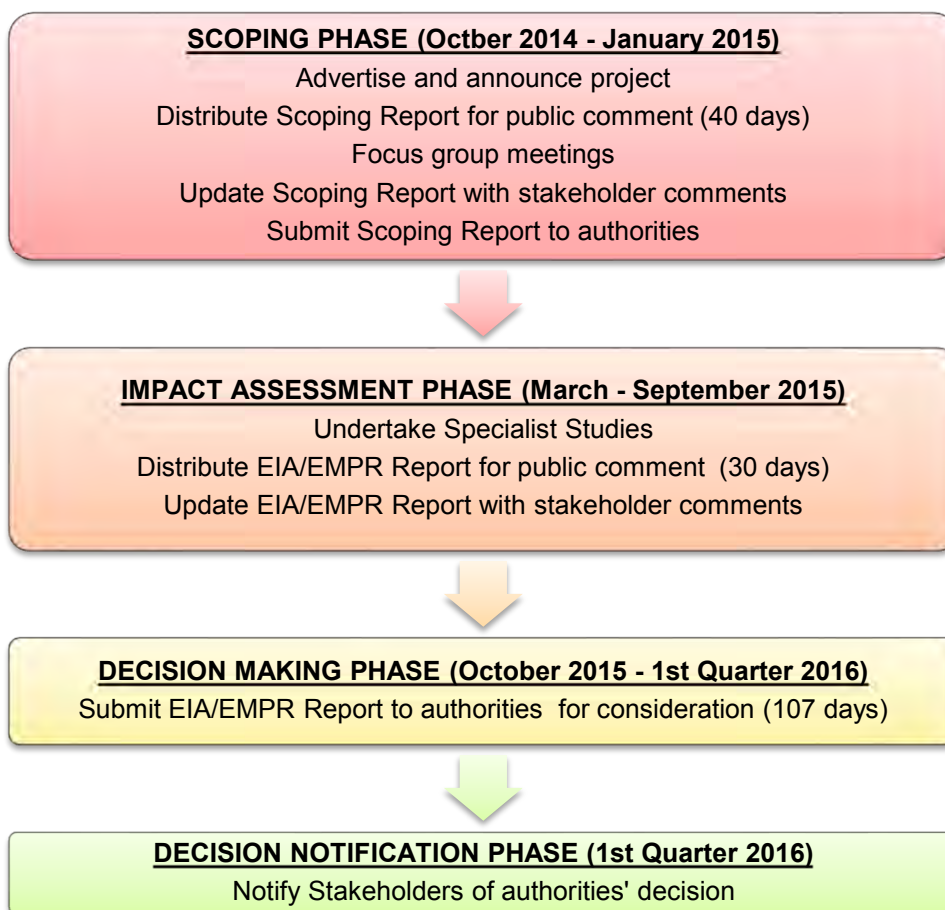 SCOPING PHASE (Octber 2014 - January 2015)
Advertise and announce project
Distribute Scoping Report for public comment (40 days)
Focus group meetings
Update Scoping Report with stakeholder comments
Submit Scoping Report to authorities
IMPACT ASSESSMENT PHASE (March - September 2015)
Undertake Specialist Studies
Distribute EIA/EMPR Report for public comment  (30 days)
Update EIA/EMPR Report with stakeholder comments
DECISION MAKING PHASE (October 2015 - 1st Quarter 2016)
Submit EIA/EMPR Report to authorities  for consideration (107 days)
DECISION NOTIFICATION PHASE (1st Quarter 2016)
Notify Stakeholders of authorities' decision